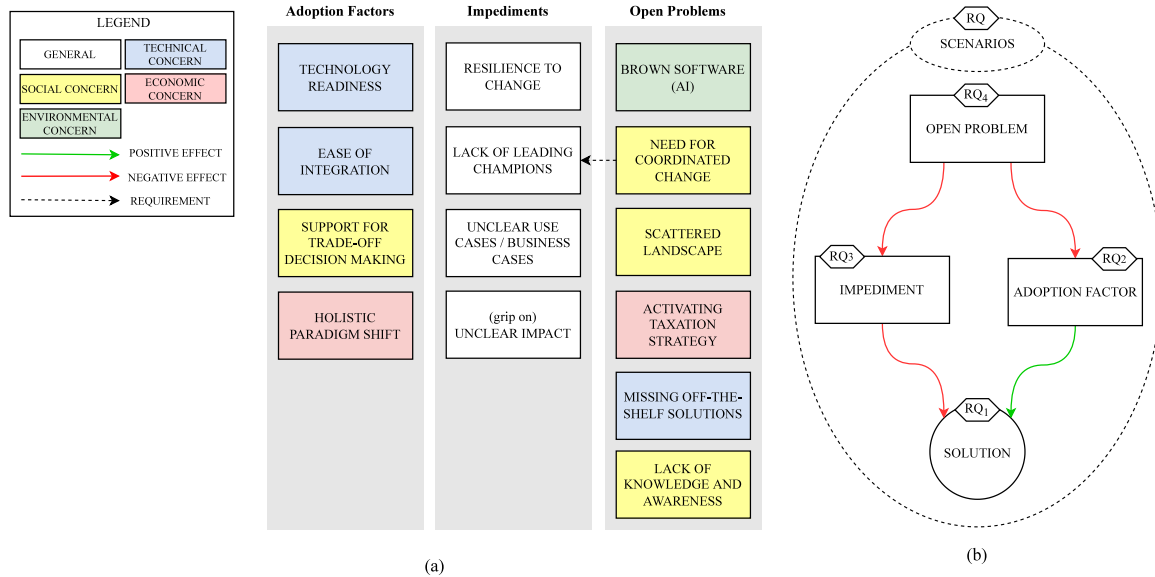 LEGEND
GENERAL
TECHNICAL
CONCERN
SOCIAL CONCERN
ECONOMIC
CONCERN
ENVIRONMENTAL
CONCERN
POSITIVE EFFECT
NEGATIVE EFFECT
REQUIREMENT
Adoption Factors
TECHNOLOGY
READINESS
EASE OF
INTEGRATION
SUPPORT FOR
TRADE-OFF
DECISION MAKING
HOLISTIC
PARADIGM SHIFT
Impediments
RESILIENCE TO
CHANGE
LACK OF LEADING
CHAMPIONS
UNCLEAR USE
CASES / BUSINESS
CASES
(grip on)
UNCLEAR IMPACT
Open Problems
BROWN SOFTWARE
(AI)
NEED FOR
COORDINATED
CHANGE
SCATTERED
LANDSCAPE
ACTIVATING
TAXATION
STRATEGY
MISSING OFF-THE-
SHELF SOLUTIONS
LACK OF
KNOWLEDGE AND
AWARENESS
(a)
RQ
SCENARIOS
RQ4
OPEN PROBLEM
RQ3
IMPEDIMENT
RQ2
ADOPTION FACTOR
RQ1
SOLUTION
(b)